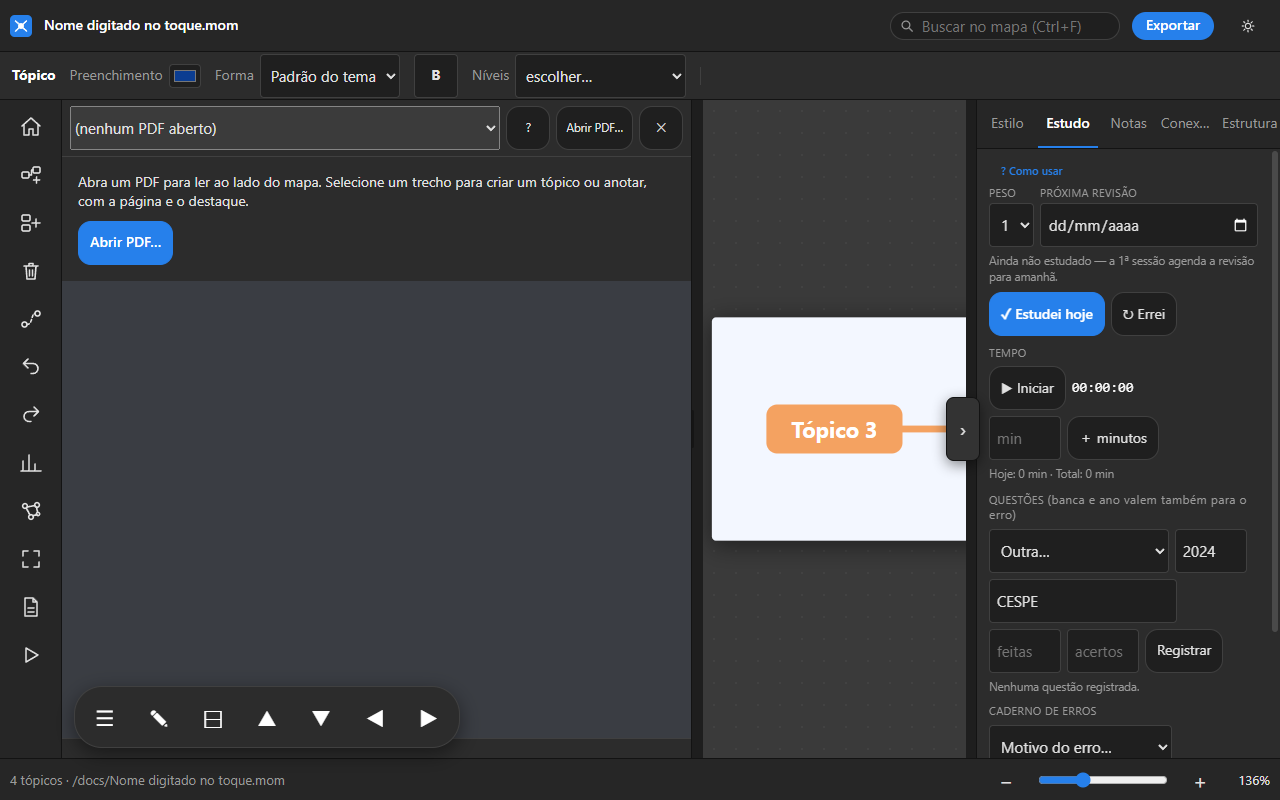 Nome digitado no toque.mom
Buscar no mapa (Ctrl+F)
Exportar
Tópico
Preenchimento
Forma
Padrão do tema
B
Níveis
escolher...
(nenhum PDF aberto)
?
Abrir PDF...
×
Abra um PDF para ler ao lado do mapa. Selecione um trecho para criar um tópico ou anotar,
com a página e o destaque.
Abrir PDF...
Tópico 3
›
Estilo
Estudo
Notas
Conex...
Estrutura
? Como usar
PESO
PRÓXIMA REVISÃO
1
dd/mm/aaaa
Ainda não estudado — a 1ª sessão agenda a revisão
para amanhã.
✓ Estudei hoje
↻ Errei
TEMPO
▶ Iniciar
00:00:00
min
+ minutos
Hoje: 0 min · Total: 0 min
QUESTÕES (banca e ano valem também para o
erro)
Outra...
2024
CESPE
feitas
acertos
Registrar
Nenhuma questão registrada.
CADERNO DE ERROS
Motivo do erro...
4 tópicos · /docs/Nome digitado no toque.mom
−
+
136%